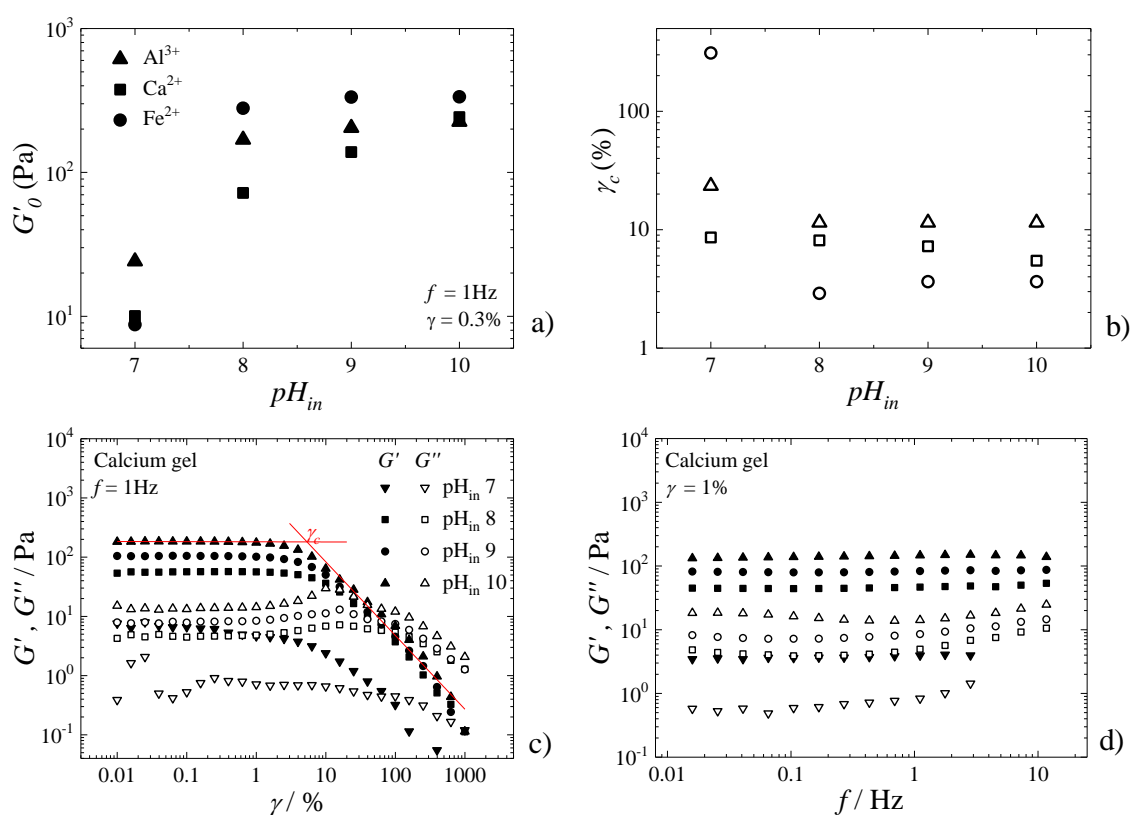 10³
10²
10¹
G'₀ (Pa)
Al³⁺
Ca²⁺
Fe²⁺
f = 1Hz
γ = 0.3%
7 8 9 10
pH_in
a)
100
10
1
γ_c (%)
7 8 9 10
pH_in
b)
10⁴
10³
10²
10¹
10⁰
10⁻¹
G', G'' / Pa
Calcium gel
f = 1Hz
G' G''
pH_in 7
pH_in 8
pH_in 9
pH_in 10
γ_c
0.01 0.1 1 10 100 1000
γ / %
c)
10⁴
10³
10²
10¹
10⁰
10⁻¹
G', G'' / Pa
Calcium gel
γ = 1%
0.01 0.1 1 10
f / Hz
d)